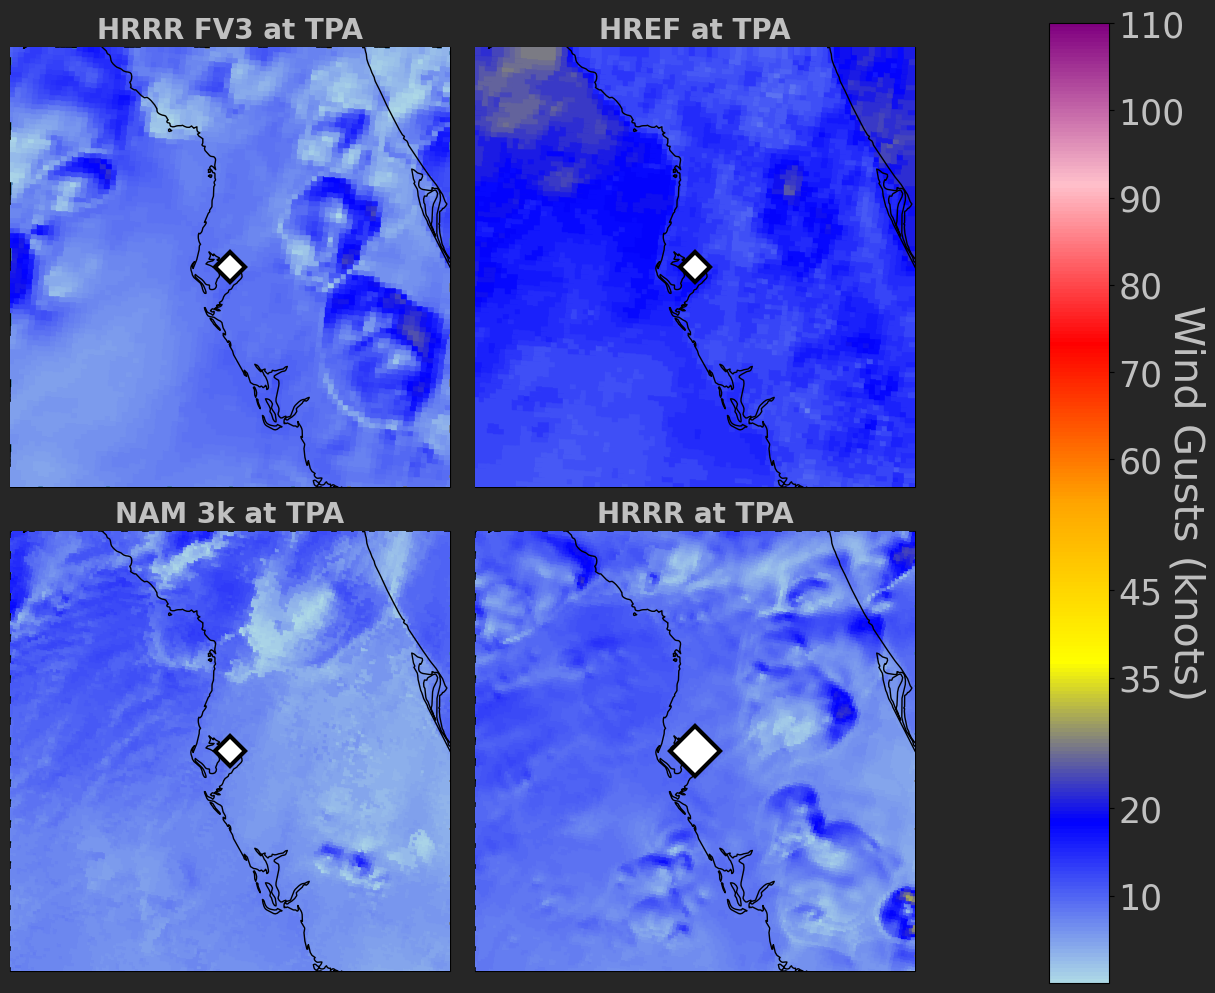 HRRR FV3 at TPA
HREF at TPA
NAM 3k at TPA
HRRR at TPA
110
100
90
80
70
60
45
35
20
10
Wind Gusts (knots)